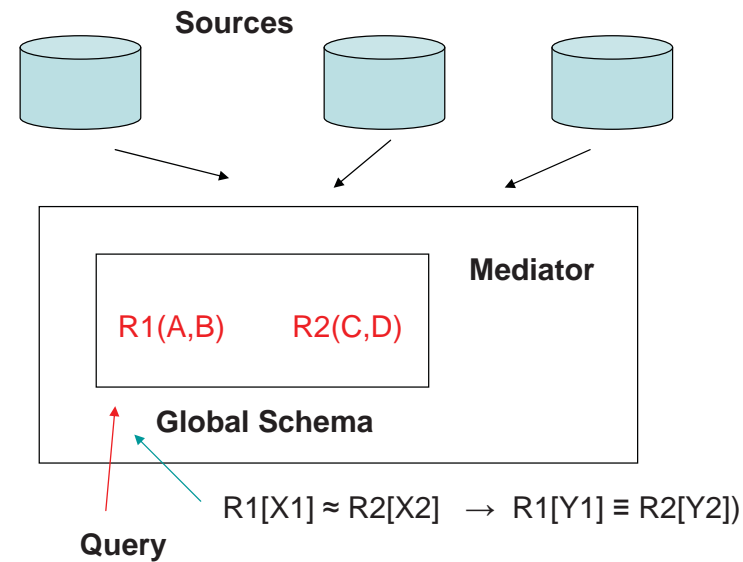 Sources
Mediator
R1(A,B) R2(C,D)
Global Schema
R1[X1] ≈ R2[X2] → R1[Y1] ≡ R2[Y2])
Query